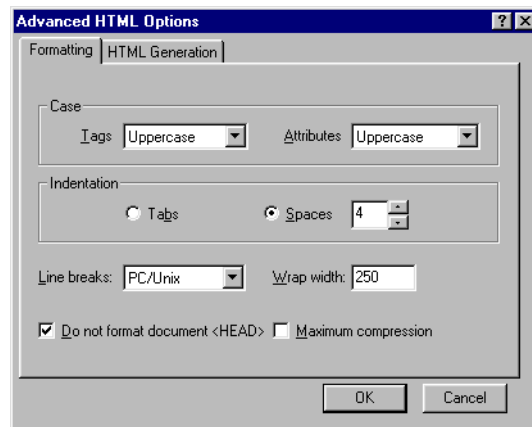 Advanced HTML Options
Formatting HTML Generation
Case
Tags Uppercase Attributes Uppercase
Indentation
Tabs Spaces 4
Line breaks: PC/Unix Wrap width: 250
Do not format document <HEAD> Maximum compression
OK Cancel